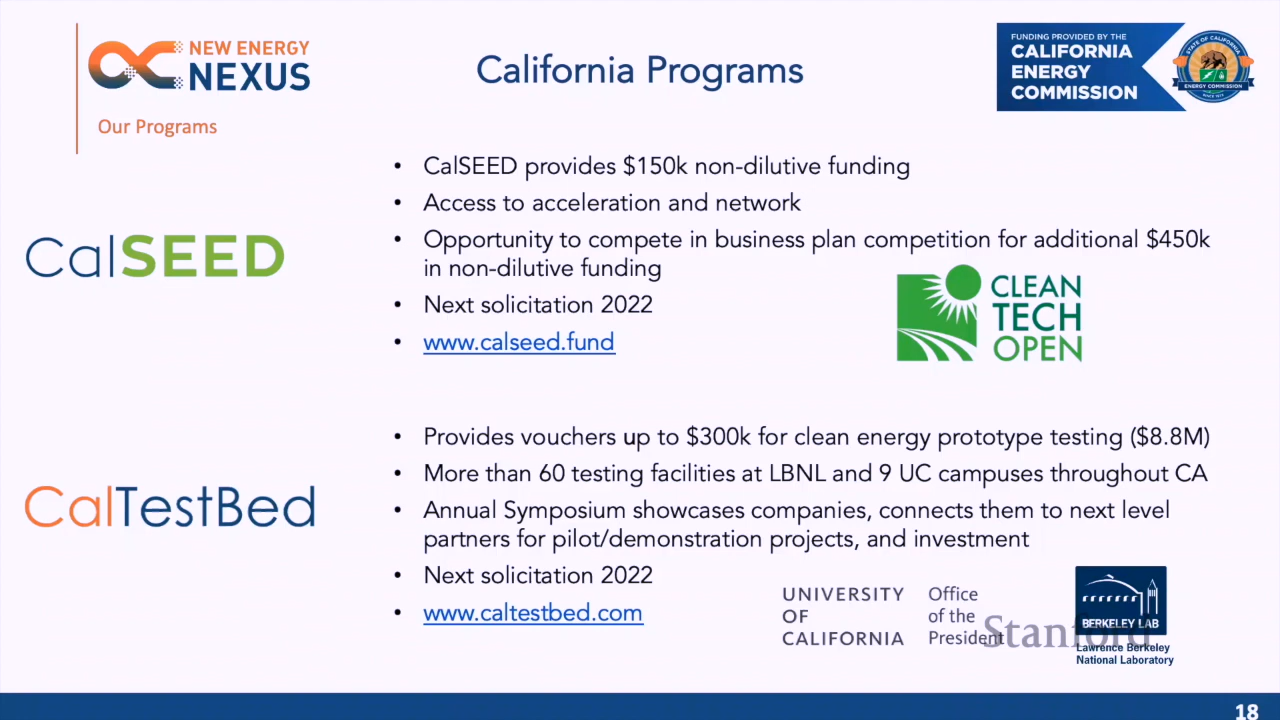 NEW ENERGY
NEXUS
Our Programs
California Programs
FUNDING PROVIDED BY THE
CALIFORNIA
ENERGY
COMMISSION
STATE OF CALIFORNIA
ENERGY COMMISSION
CalSEED
• CalSEED provides $150k non-dilutive funding
• Access to acceleration and network
• Opportunity to compete in business plan competition for additional $450k
in non-dilutive funding
• Next solicitation 2022
• www.calseed.fund
CLEAN
TECH
OPEN
CalTestBed
• Provides vouchers up to $300k for clean energy prototype testing ($8.8M)
• More than 60 testing facilities at LBNL and 9 UC campuses throughout CA
• Annual Symposium showcases companies, connects them to next level
partners for pilot/demonstration projects, and investment
• Next solicitation 2022
• www.caltestbed.com
UNIVERSITY
OF
CALIFORNIA
Office
of the
President
Stanford
BERKELEY LAB
Lawrence Berkeley
National Laboratory
18